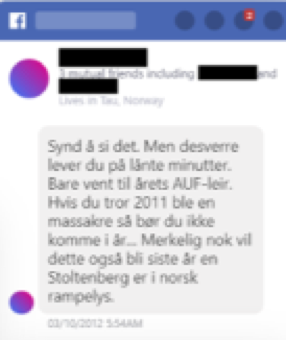 f
2
3 mutual friends including and
Lives in Tau, Norway
Synd å si det. Men desverre
lever du på lånte minutter.
Bare vent til årets AUF-leir.
Hvis du tror 2011 ble en
massakre så bør du ikke
komme i år... Merkelig nok vil
dette også bli siste år en
Stoltenberg er i norsk
rampelys.
03/10/2012 5:54AM